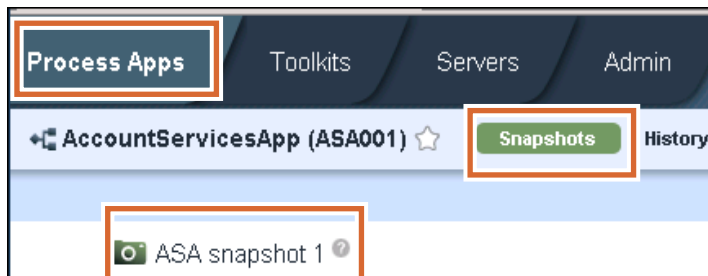 Process Apps Toolkits Servers Admin
AccountServicesApp (ASA001) Snapshots History
ASA snapshot 1 ?